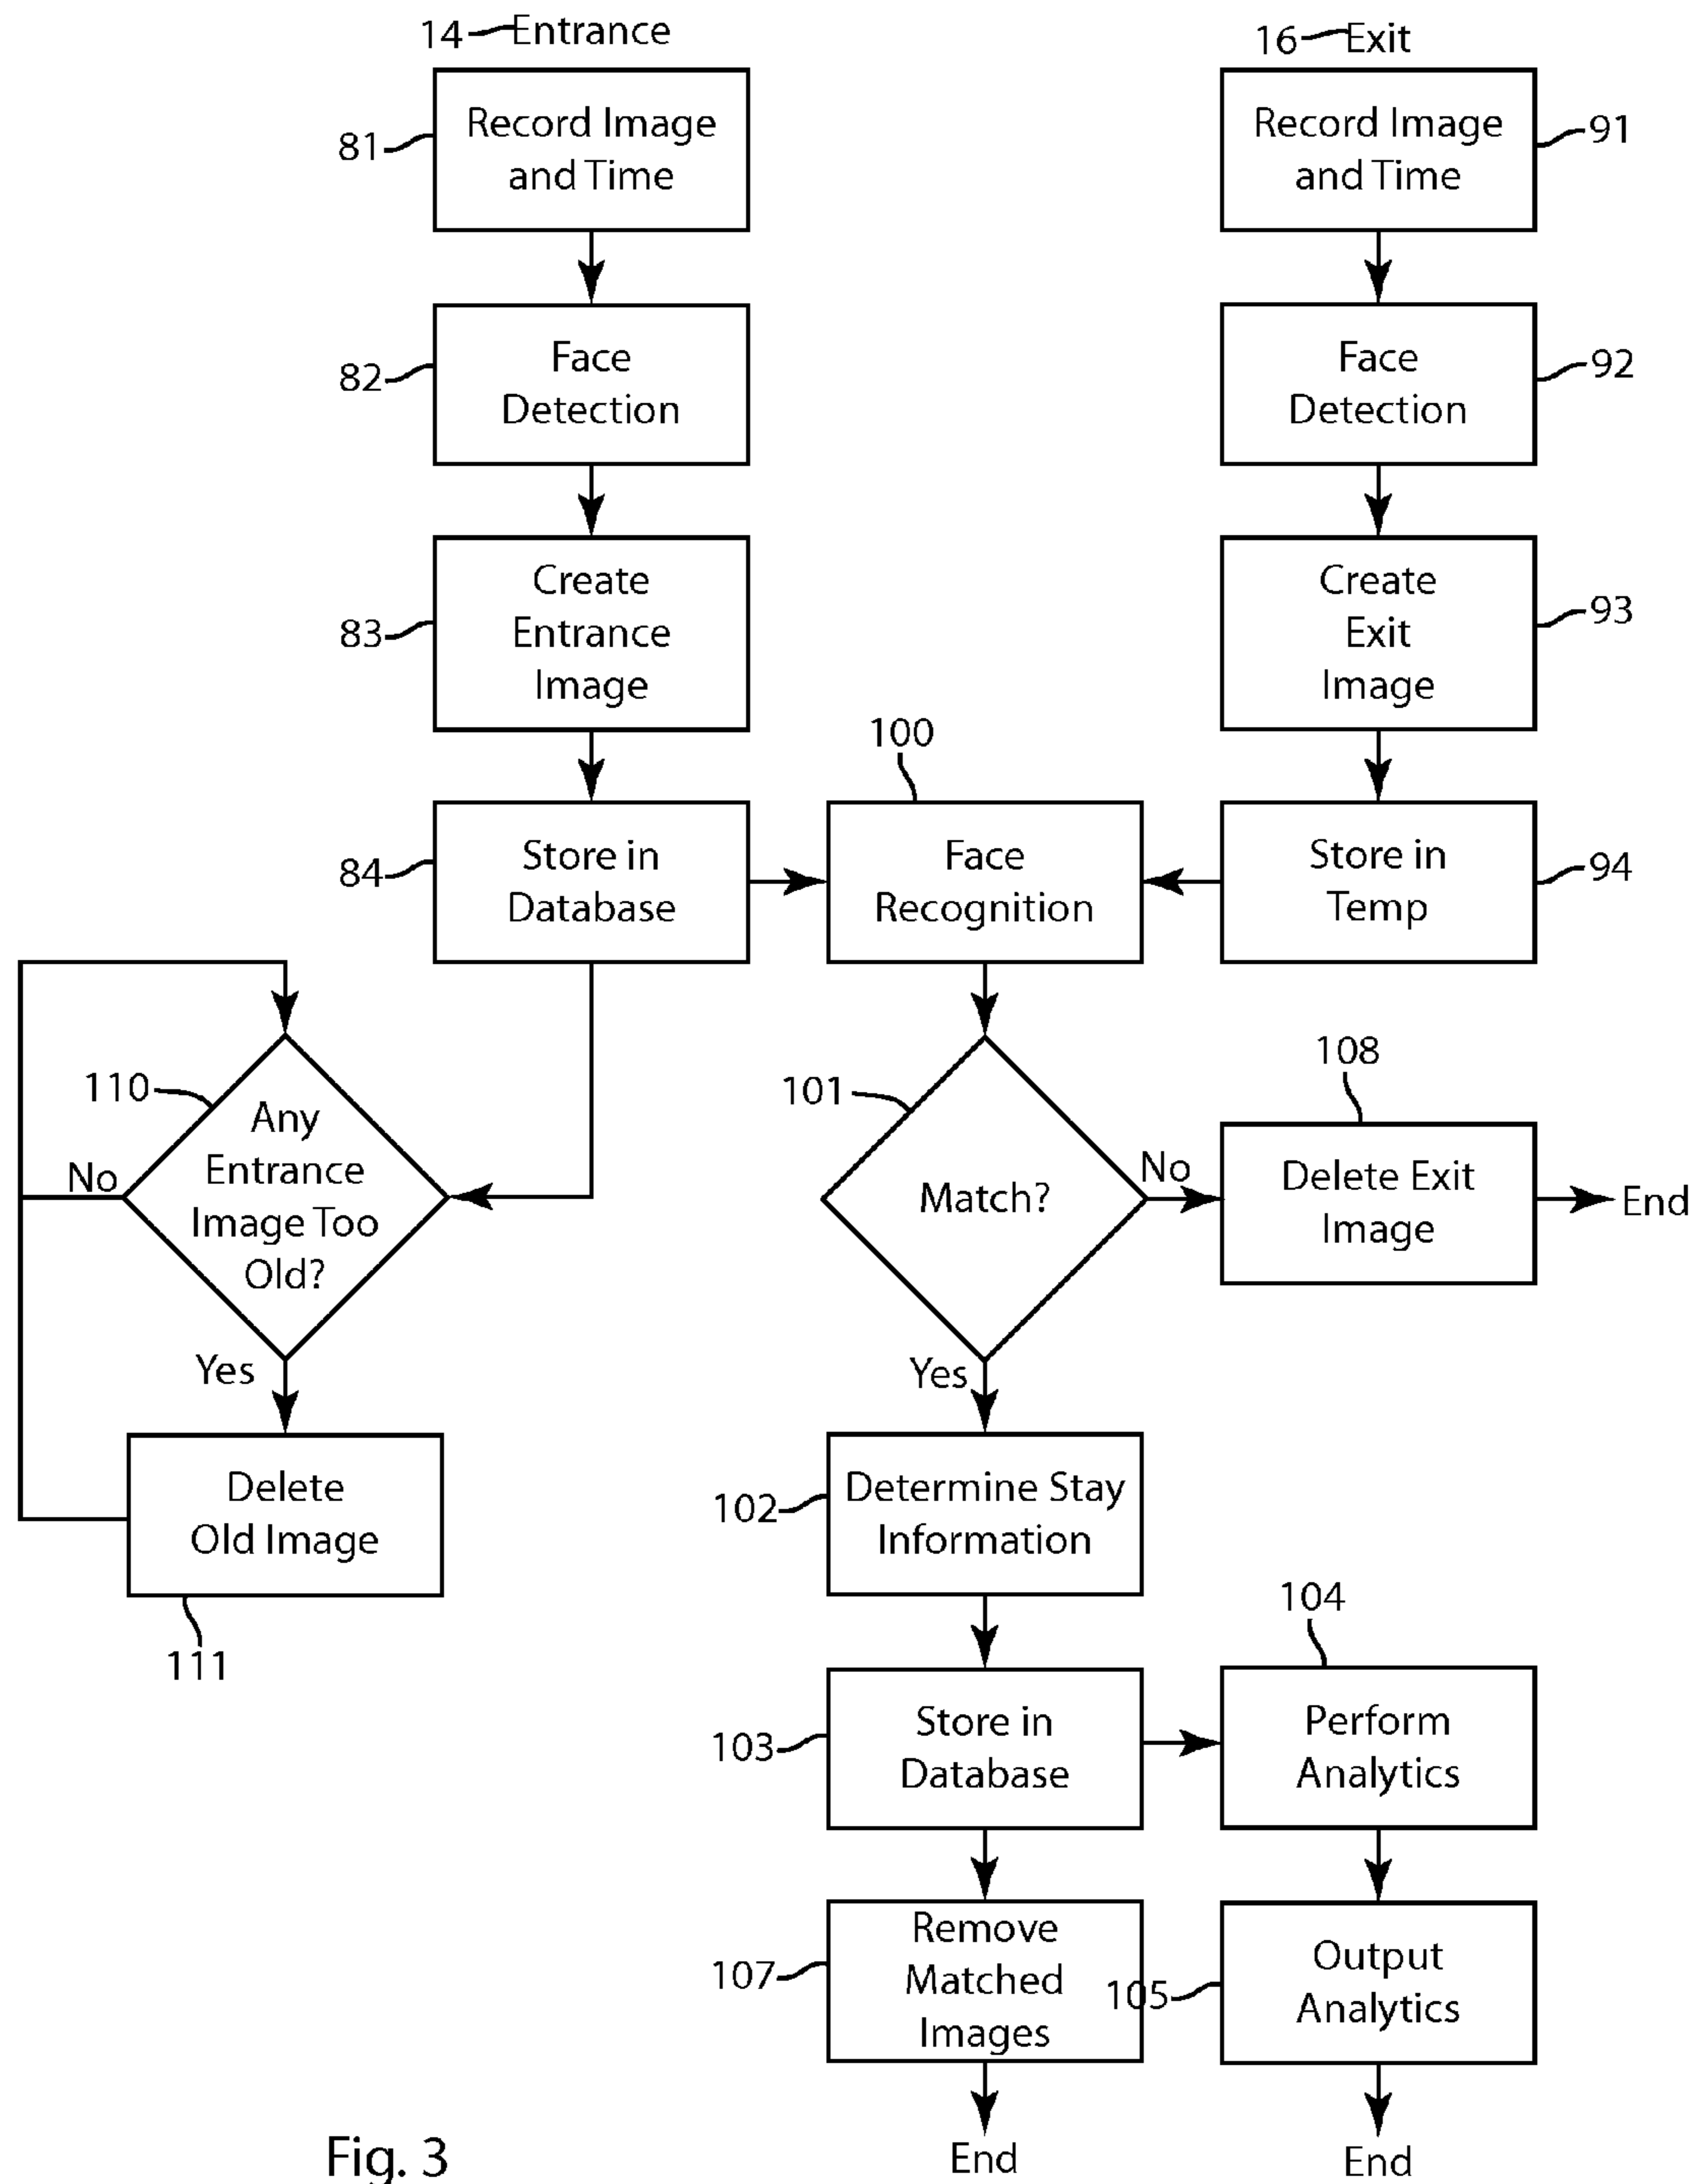 14 Entrance
81
Record Image
and Time
82
Face
Detection
83
Create
Entrance
Image
84
Store in
Database
16 Exit
Record Image
and Time
91
Face
Detection
92
Create
Exit
Image
93
Store in
Temp
94
100
Face
Recognition
110
Any
Entrance
Image Too
Old?
No
Yes
Delete
Old Image
111
101
Match?
No
108
Delete Exit
Image
End
Yes
102
Determine Stay
Information
103
Store in
Database
104
Perform
Analytics
107
Remove
Matched
Images
End
105
Output
Analytics
End
Fig. 3